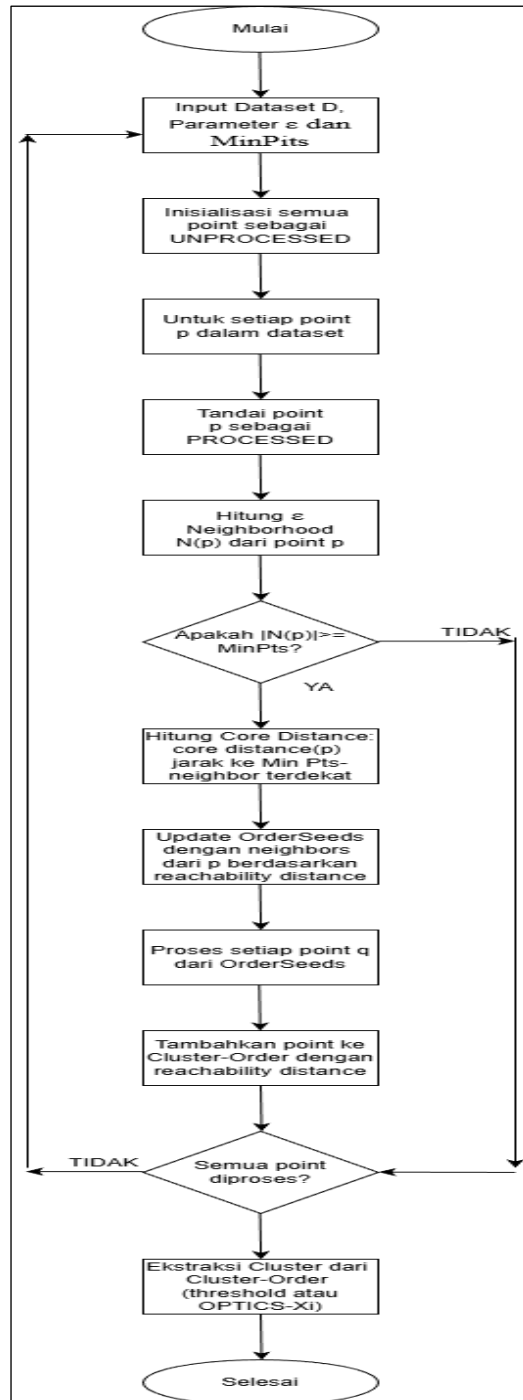 Mulai
Input Dataset D,
Parameter ε dan
MinPits
Inisialisasi semua
point sebagai
UNPROCESSED
Untuk setiap point
p dalam dataset
Tandai point
p sebagai
PROCESSED
Hitung ε
Neighborhood
N(p) dari point p
Apakah |N(p)|>=
MinPts?
TIDAK
YA
Hitung Core Distance:
core distance(p)
jarak ke Min Pts-
neighbor terdekat
Update OrderSeeds
dengan neighbors
dari p berdasarkan
reachability distance
Proses setiap point q
dari OrderSeeds
Tambahkan point ke
Cluster-Order dengan
reachability distance
TIDAK
Semua point
diproses?
Ekstraksi Cluster dari
Cluster-Order
(threshold atau
OPTICS-Xi)
Selesai